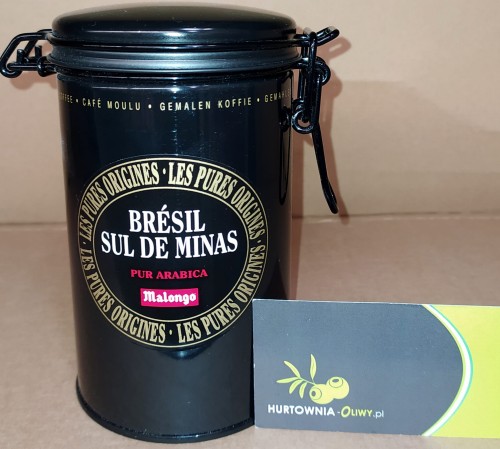 CAFÉ MOULU • GEMALEN KOFFIE •
LES PURES ORIGINES • LES PURES ORIGINES •
BRÉSIL
SUL DE MINAS
PUR ARABICA
Malongo
LES PURES ORIGINES • LES PURES ORIGINES
HURTOWNIA-OLIWY.pl